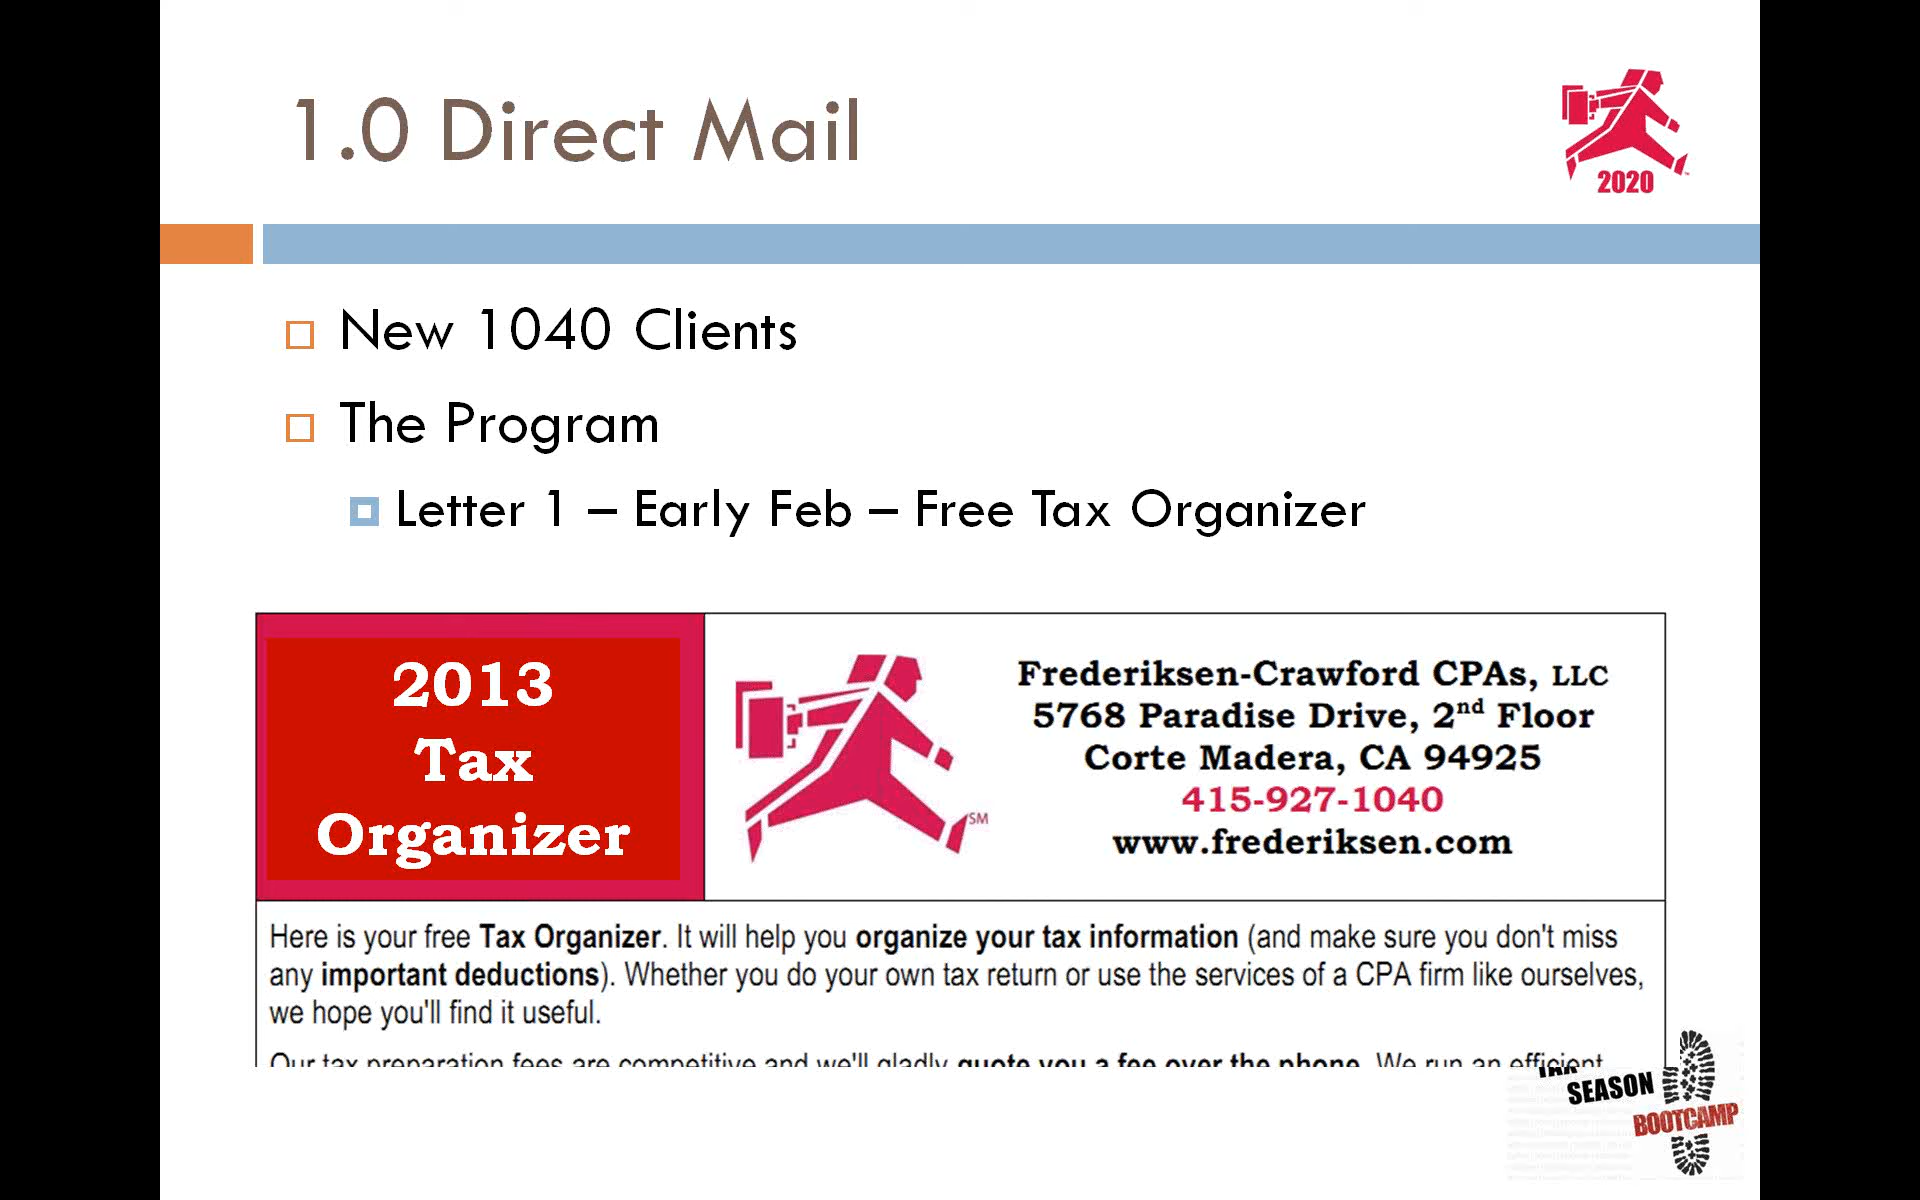 1.0 Direct Mail
2020
New 1040 Clients
The Program
Letter 1 – Early Feb – Free Tax Organizer
2013
Tax
Organizer
SM
Frederiksen-Crawford CPAs, LLC
5768 Paradise Drive, 2nd Floor
Corte Madera, CA 94925
415-927-1040
www.frederiksen.com
Here is your free Tax Organizer. It will help you organize your tax information (and make sure you don't miss
any important deductions). Whether you do your own tax return or use the services of a CPA firm like ourselves,
we hope you'll find it useful.
Our tax preparation fees are competitive and we'll gladly quote you a fee over the phone. We run an efficient
SEASON
BOOTCAMP